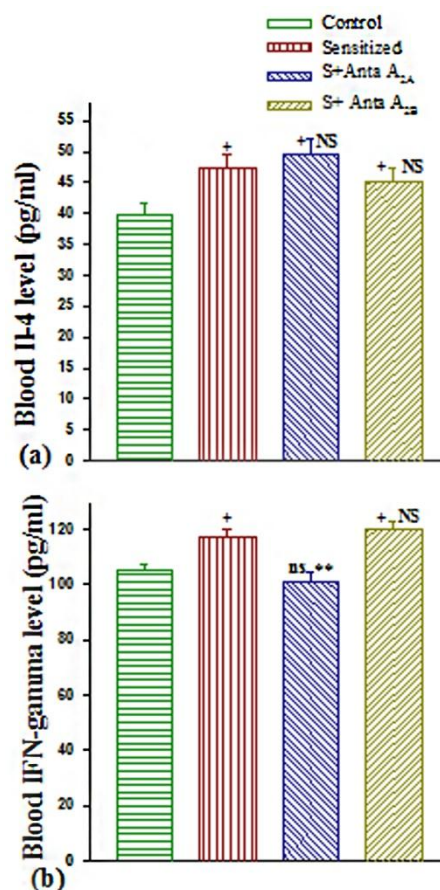 Control
Sensitized
S+Anta A2A
S+ Anta A2B
55
50
45
40
35
30
25
20
15
10
5
0
Blood Il-4 level (pg/ml)
+
+ NS
+ NS
(a)
120
100
80
60
40
20
0
Blood IFN-gamma level (pg/ml)
+
ns, **
+, NS
(b)